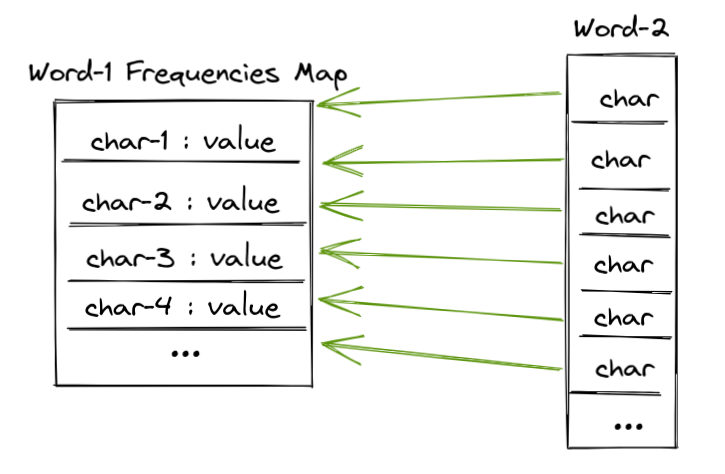 Word-2
Word-1 Frequencies Map
char-1 : value
char-2 : value
char-3 : value
char-4 : value
...
char
char
char
char
char
char
...